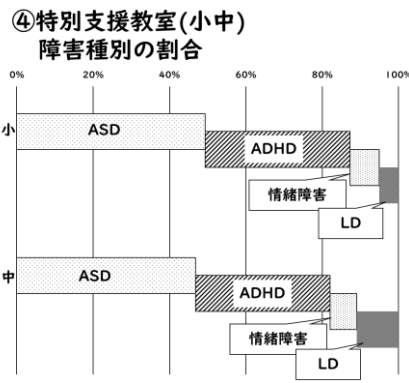 ④特別支援教室(小中)
障害種別の割合
0% 20% 40% 60% 80% 100%
小
ASD
ADHD
情緒障害
LD
中
ASD
ADHD
情緒障害
LD